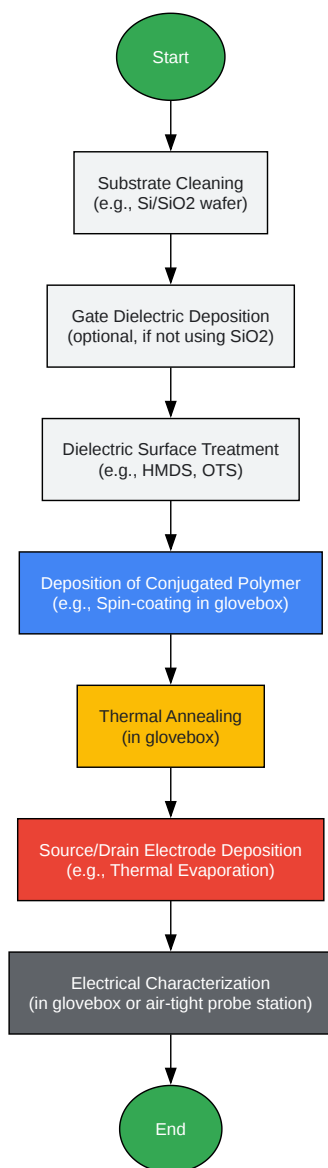 Start
Substrate Cleaning
(e.g., Si/SiO2 wafer)
Gate Dielectric Deposition
(optional, if not using SiO2)
Dielectric Surface Treatment
(e.g., HMDS, OTS)
Deposition of Conjugated Polymer
(e.g., Spin-coating in glovebox)
Thermal Annealing
(in glovebox)
Source/Drain Electrode Deposition
(e.g., Thermal Evaporation)
Electrical Characterization
(in glovebox or air-tight probe station)
End